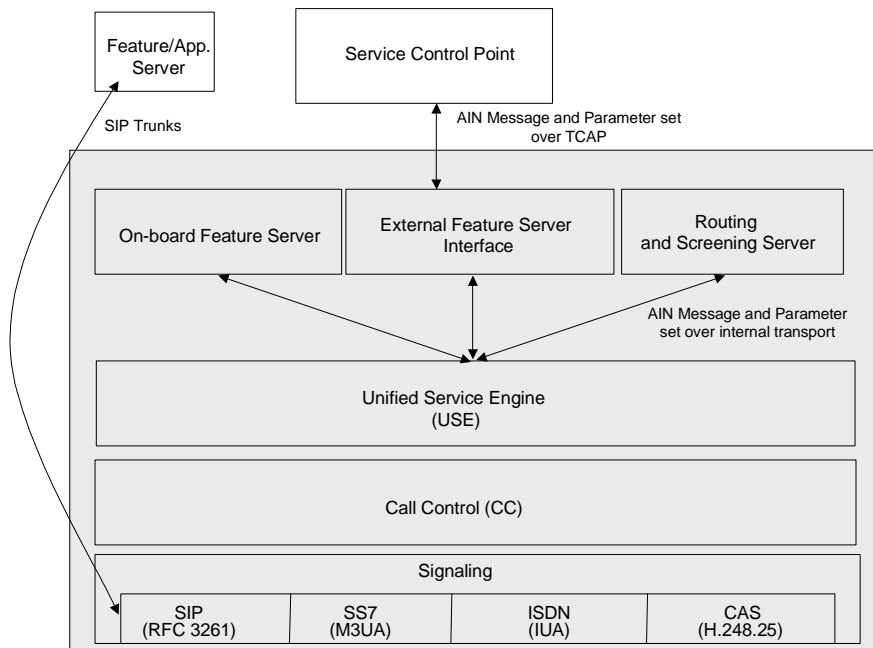 Feature/App.
Server
Service Control Point
SIP Trunks
AIN Message and Parameter set
over TCAP
On-board Feature Server
External Feature Server
Interface
Routing
and Screening Server
AIN Message and Parameter
set over internal transport
Unified Service Engine
(USE)
Call Control (CC)
Signaling
SIP
(RFC 3261)
SS7
(M3UA)
ISDN
(IUA)
CAS
(H.248.25)